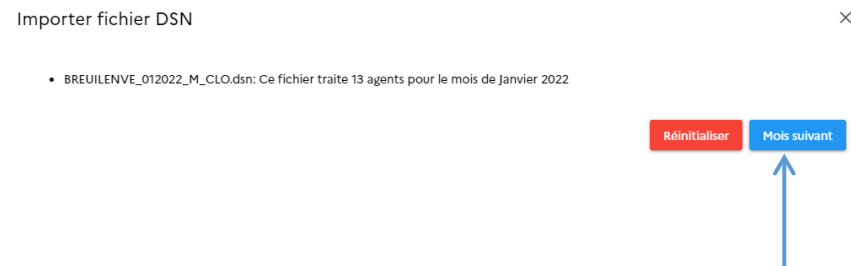 Importer fichier DSN
BREUILENVE_012022_M_CLO.dsn: Ce fichier traite 13 agents pour le mois de Janvier 2022
Réinitialiser
Mois suivant